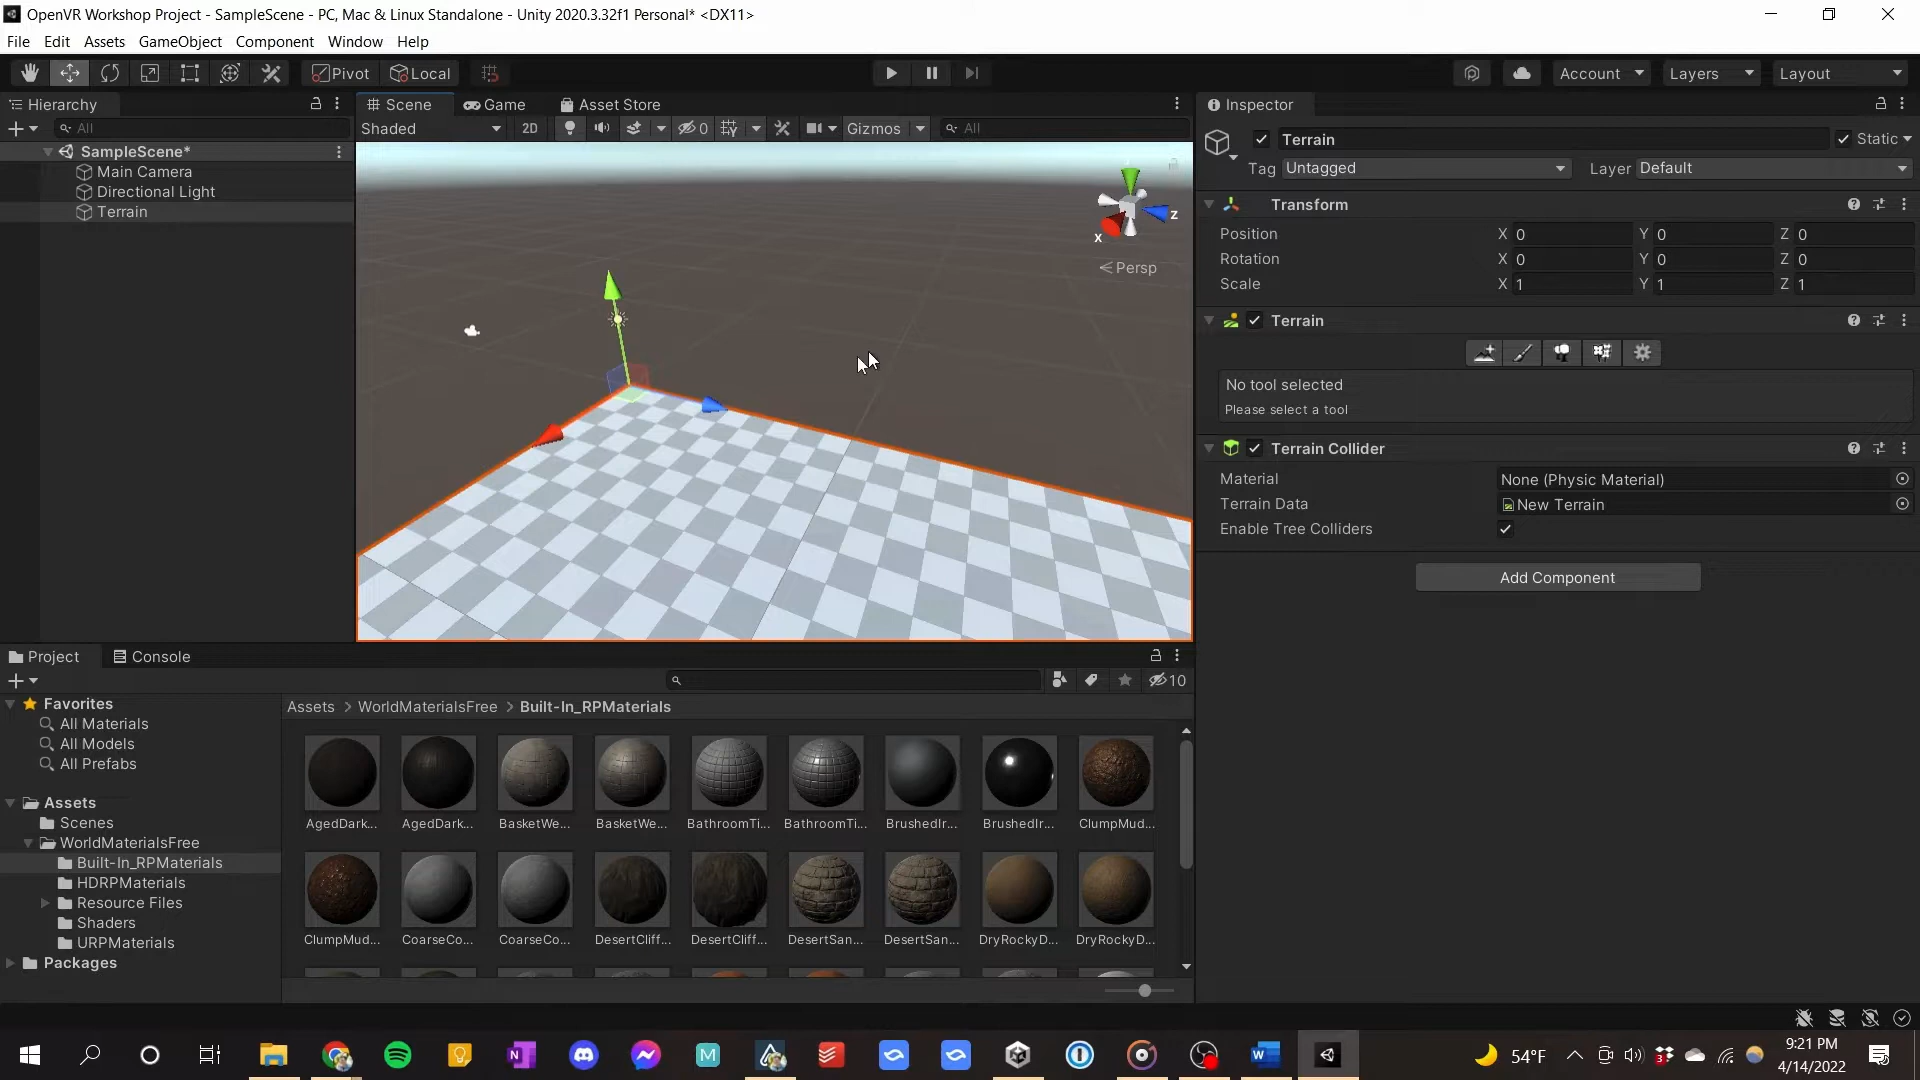 OpenVR Workshop Project - SampleScene - PC, Mac & Linux Standalone - Unity 2020.3.32f1 Personal* <DX11>
File Edit Assets GameObject Component Window Help
Pivot Local Account Layers Layout
Hierarchy
All
SampleScene*
Main Camera
Directional Light
Terrain
Scene Game Asset Store
Shaded 2D 0 Gizmos All
z
x
Persp
Inspector
Terrain Static
Tag Untagged Layer Default
Transform
Position X 0 Y 0 Z 0
Rotation X 0 Y 0 Z 0
Scale X 1 Y 1 Z 1
Terrain
No tool selected
Please select a tool
Terrain Collider
Material None (Physic Material)
Terrain Data New Terrain
Enable Tree Colliders
Add Component
Project Console
10
Favorites
All Materials
All Models
All Prefabs
Assets
Scenes
WorldMaterialsFree
Built-In_RPMaterials
HDRPMaterials
Resource Files
Shaders
URPMaterials
Packages
Assets > WorldMaterialsFree > Built-In_RPMaterials
AgedDark... AgedDark... BasketWe... BasketWe... BathroomTi... BathroomTi... BrushedIr... BrushedIr... ClumpMud...
ClumpMud... CoarseCo... CoarseCo... DesertCliff... DesertCliff... DesertSan... DesertSan... DryRockyD... DryRockyD...
54°F
9:21 PM
4/14/2022